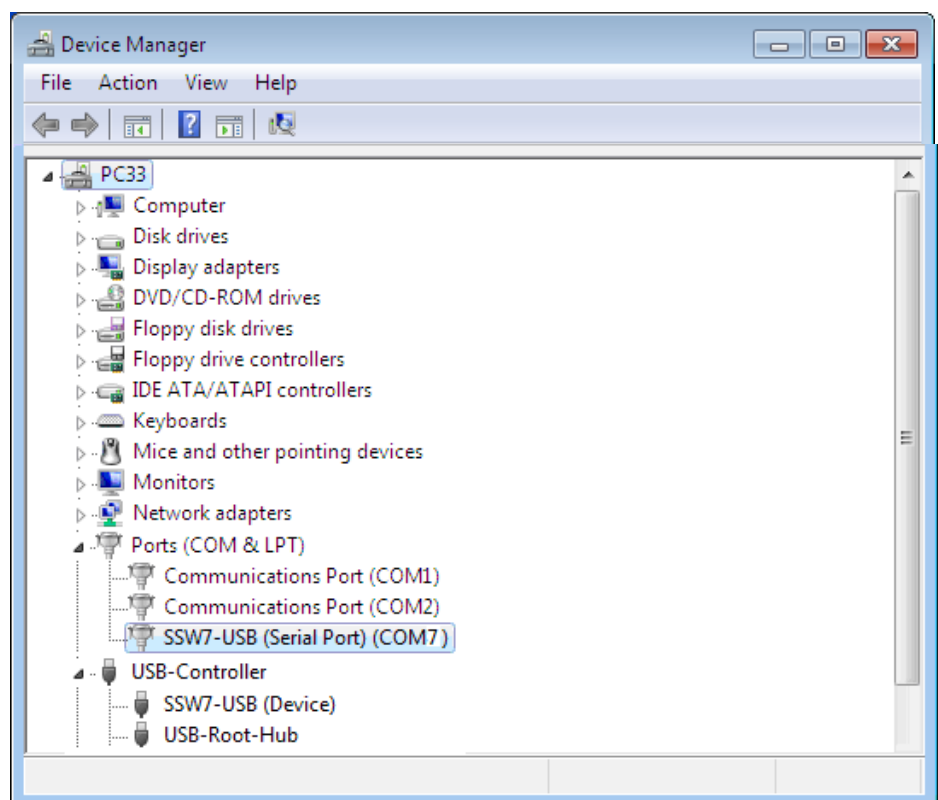 Device Manager
File Action View Help
PC33
Computer
Disk drives
Display adapters
DVD/CD-ROM drives
Floppy disk drives
Floppy drive controllers
IDE ATA/ATAPI controllers
Keyboards
Mice and other pointing devices
Monitors
Network adapters
Ports (COM & LPT)
Communications Port (COM1)
Communications Port (COM2)
SSW7-USB (Serial Port) (COM7 )
USB-Controller
SSW7-USB (Device)
USB-Root-Hub